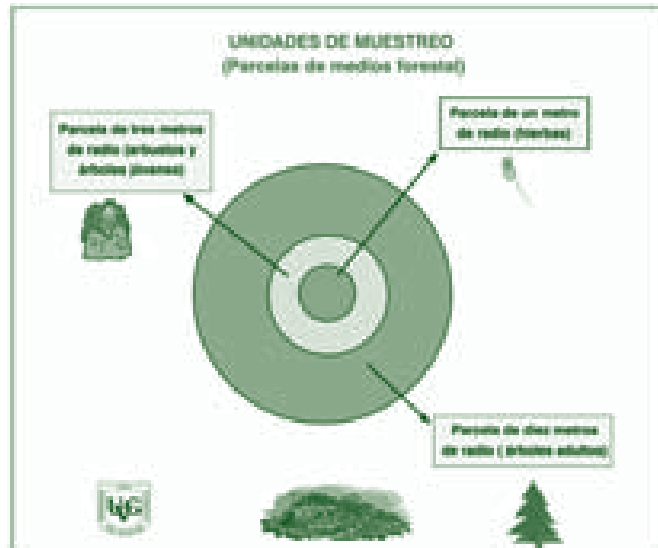 UNIDADES DE MUESTREO
(Parcelas de medios forestal)
Parcela de tres metros
de radio (arbustos y
árboles jóvenes)
Parcela de un metro
de radio (hierbas)
Parcela de diez metros
de radio ( árboles adultos)